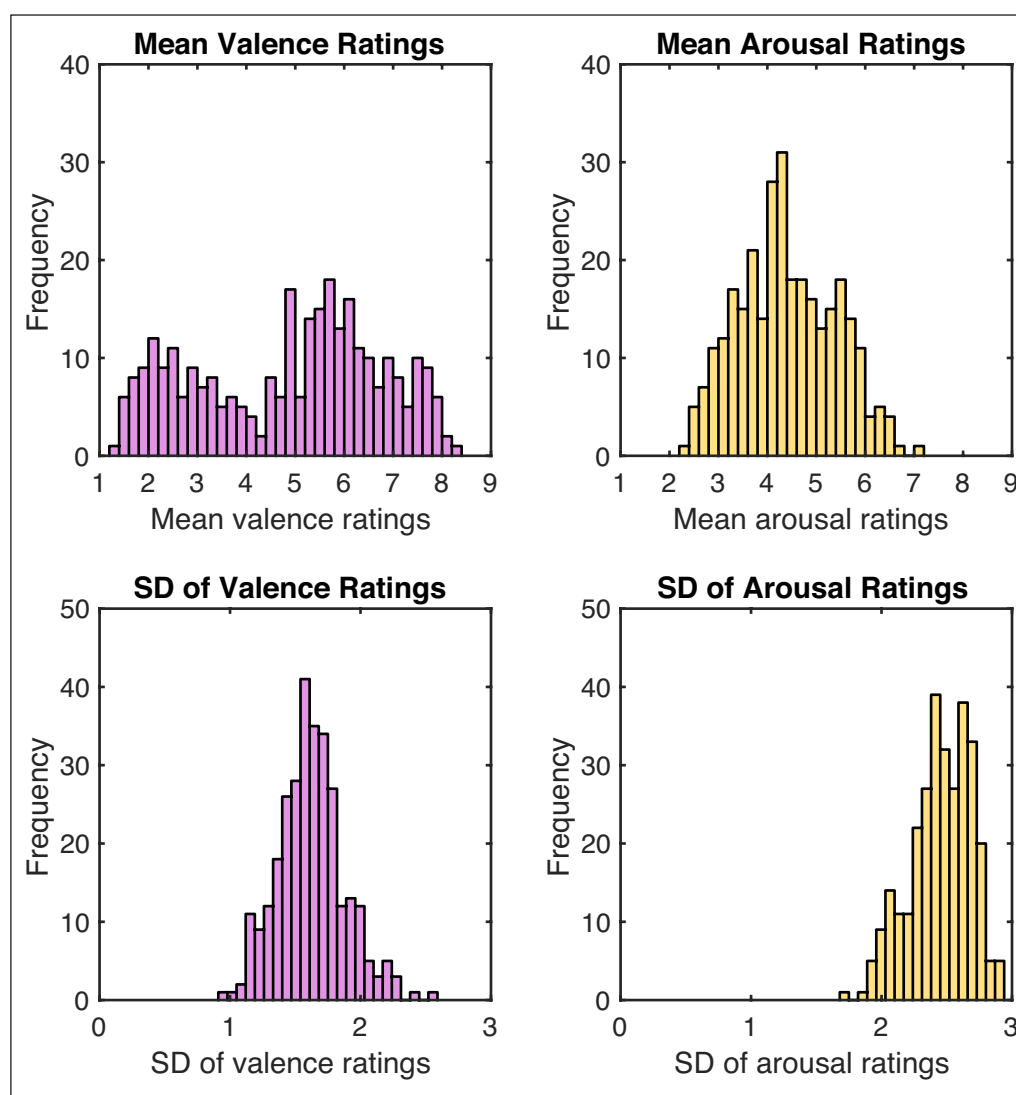 Mean Valence Ratings
40
30
20
10
0
Frequency
1 2 3 4 5 6 7 8 9
Mean valence ratings
Mean Arousal Ratings
40
30
20
10
0
Frequency
1 2 3 4 5 6 7 8 9
Mean arousal ratings
SD of Valence Ratings
50
40
30
20
10
0
Frequency
0 1 2 3
SD of valence ratings
SD of Arousal Ratings
50
40
30
20
10
0
Frequency
0 1 2 3
SD of arousal ratings